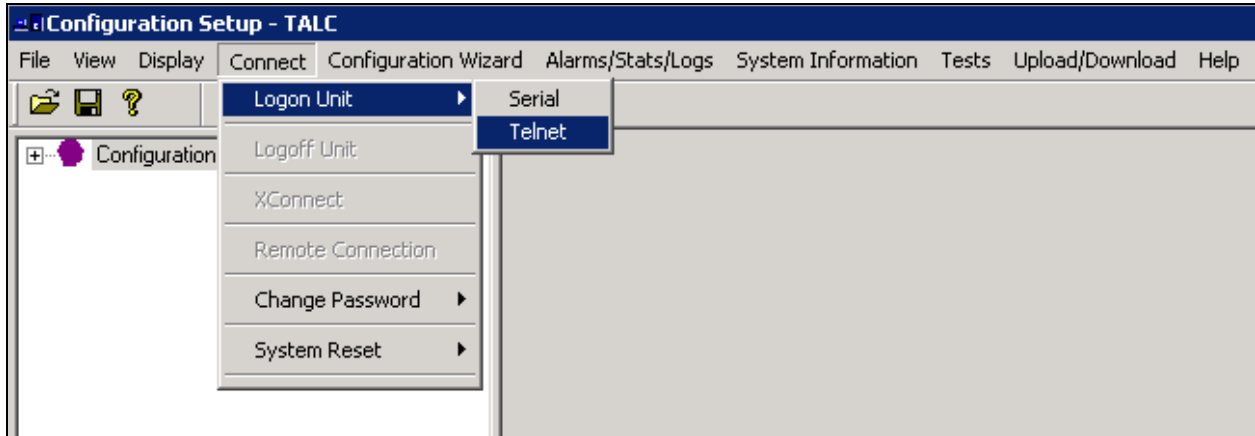 Configuration Setup - TALC
File View Display Connect Configuration Wizard Alarms/Stats/Logs System Information Tests Upload/Download Help
Logon Unit Serial
Telnet
Configuration Logoff Unit
XConnect
Remote Connection
Change Password
System Reset